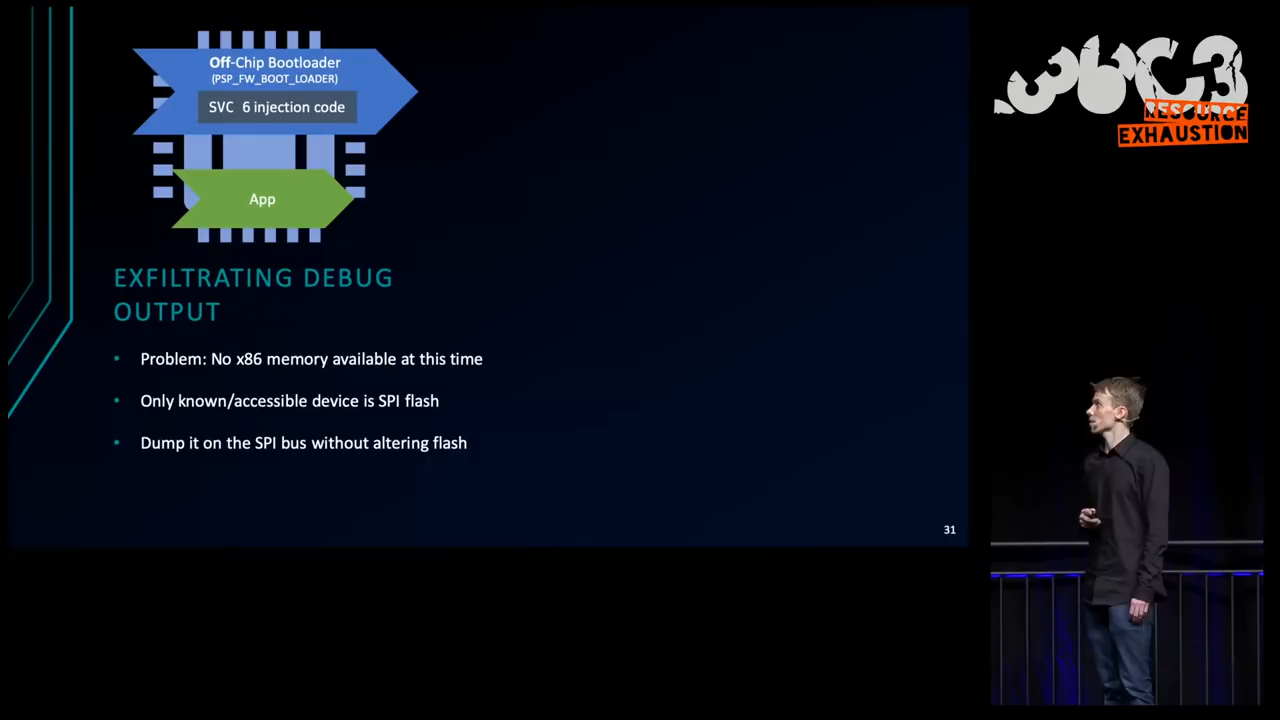 Off-Chip Bootloader
(PSP_FW_BOOT_LOADER)
SVC 6 injection code
App
EXFILTRATING DEBUG
OUTPUT
• Problem: No x86 memory available at this time
• Only known/accessible device is SPI flash
• Dump it on the SPI bus without altering flash
31
36C3
RESOURCE
EXHAUSTION